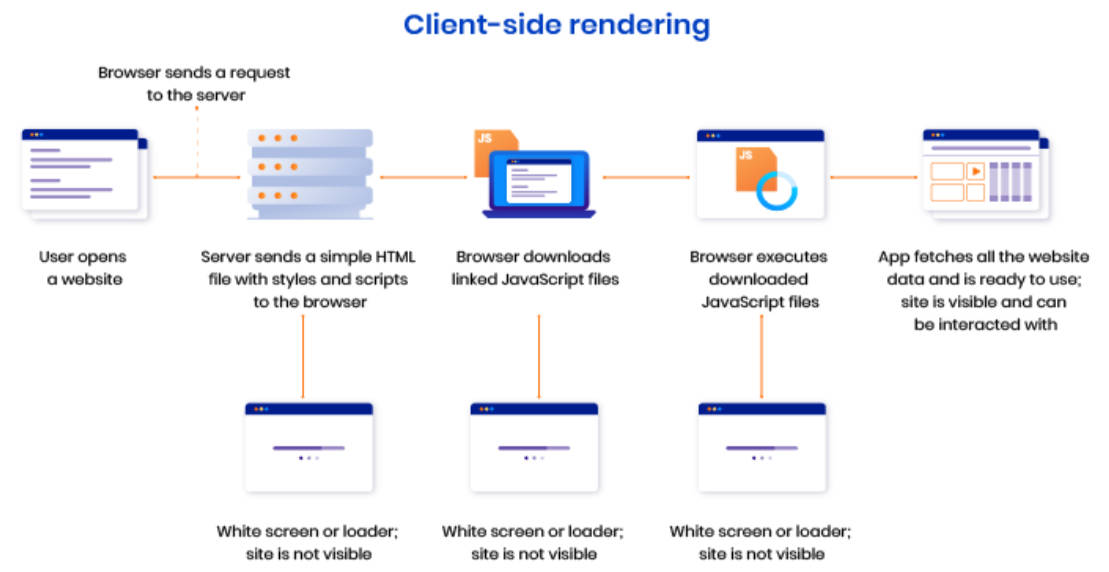 Client-side rendering
Browser sends a request
to the server
JS
JS
User opens
a website
Server sends a simple HTML
file with styles and scripts
to the browser
Browser downloads
linked JavaScript files
Browser executes
downloaded
JavaScript files
App fetches all the website
data and is ready to use;
site is visible and can
be interacted with
White screen or loader;
site is not visible
White screen or loader;
site is not visible
White screen or loader;
site is not visible